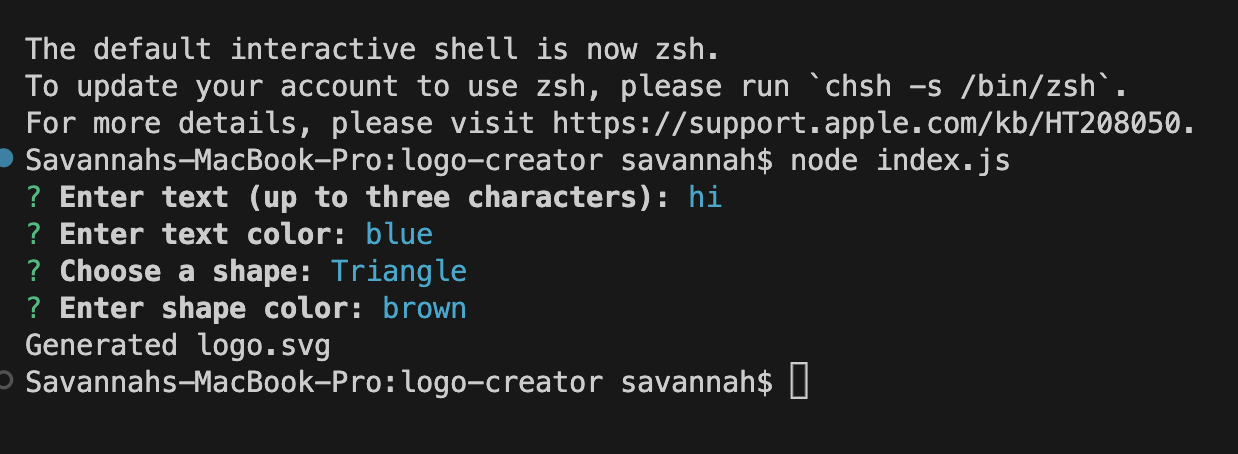 The default interactive shell is now zsh.
To update your account to use zsh, please run `chsh -s /bin/zsh`.
For more details, please visit https://support.apple.com/kb/HT208050.
Savannahs-MacBook-Pro:logo-creator savannah$ node index.js
? Enter text (up to three characters): hi
? Enter text color: blue
? Choose a shape: Triangle
? Enter shape color: brown
Generated logo.svg
Savannahs-MacBook-Pro:logo-creator savannah$